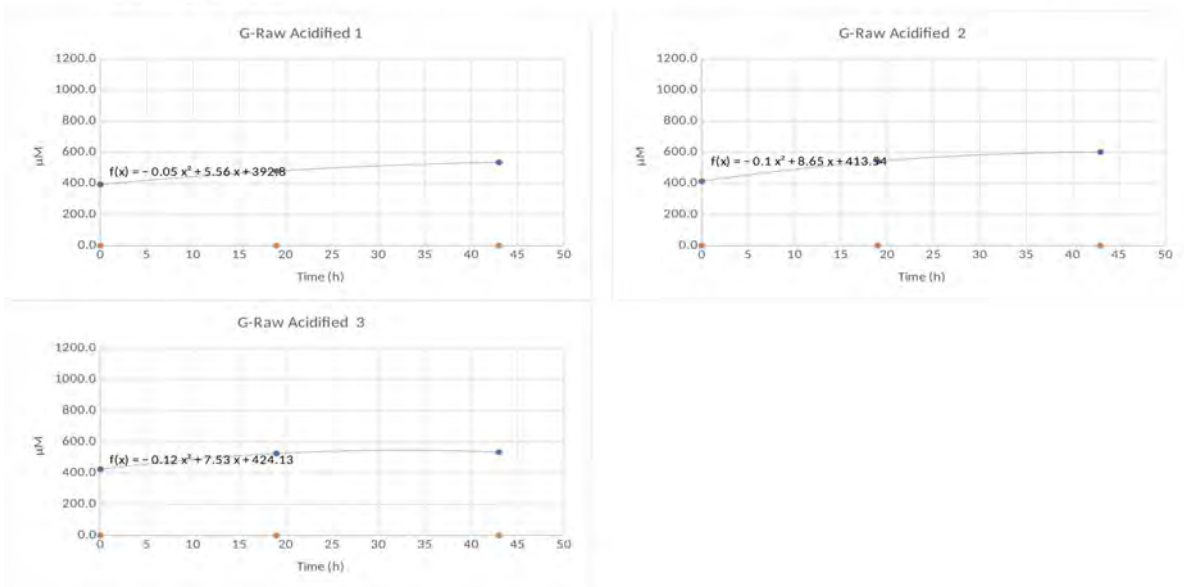 G-Raw Acidified 1
1200.0
1000.0
800.0
600.0
400.0
200.0
0.0
µM
f(x) = − 0.05 x² + 5.56 x + 392.8
0 5 10 15 20 25 30 35 40 45 50
Time (h)
G-Raw Acidified 2
1200.0
1000.0
800.0
600.0
400.0
200.0
0.0
µM
f(x) = − 0.1 x² + 8.65 x + 413.54
0 5 10 15 20 25 30 35 40 45 50
Time (h)
G-Raw Acidified 3
1200.0
1000.0
800.0
600.0
400.0
200.0
0.0
µM
f(x) = − 0.12 x² + 7.53 x + 424.13
0 5 10 15 20 25 30 35 40 45 50
Time (h)